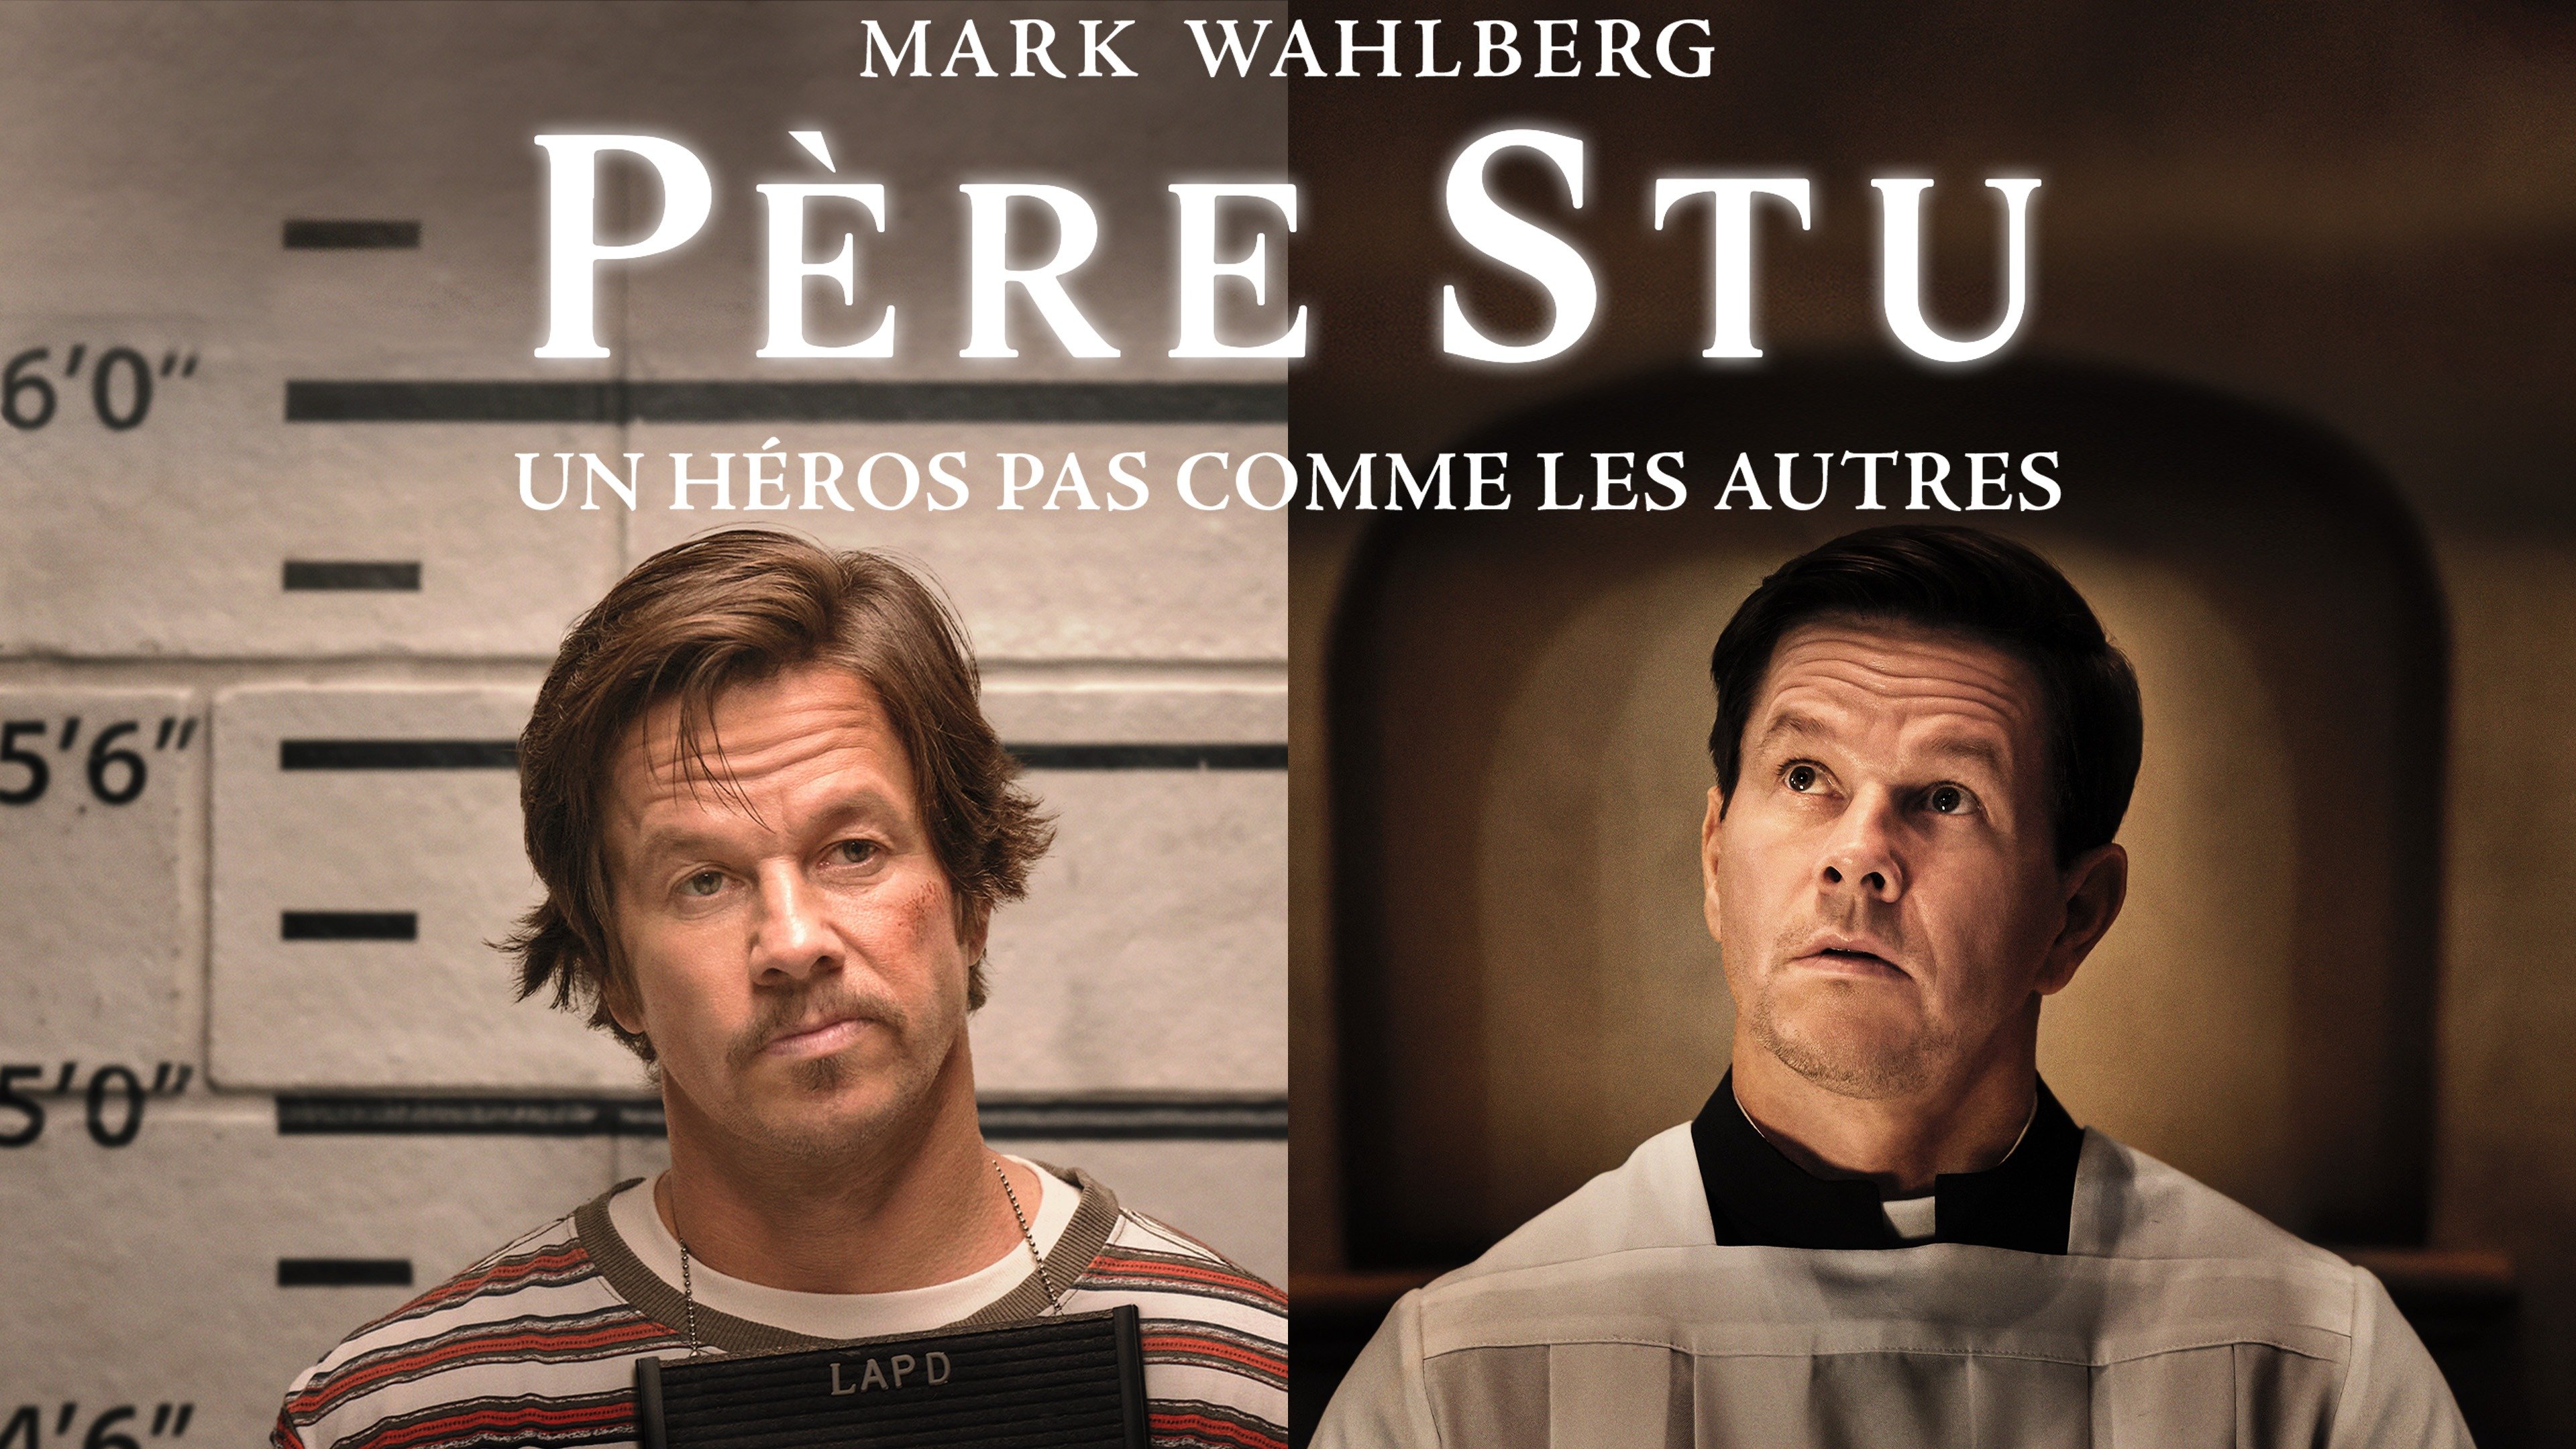 MARK WAHLBERG
PÈRE STU
UN HÉROS PAS COMME LES AUTRES
6'0"
5'6"
5'0"
4'6"
LAPD